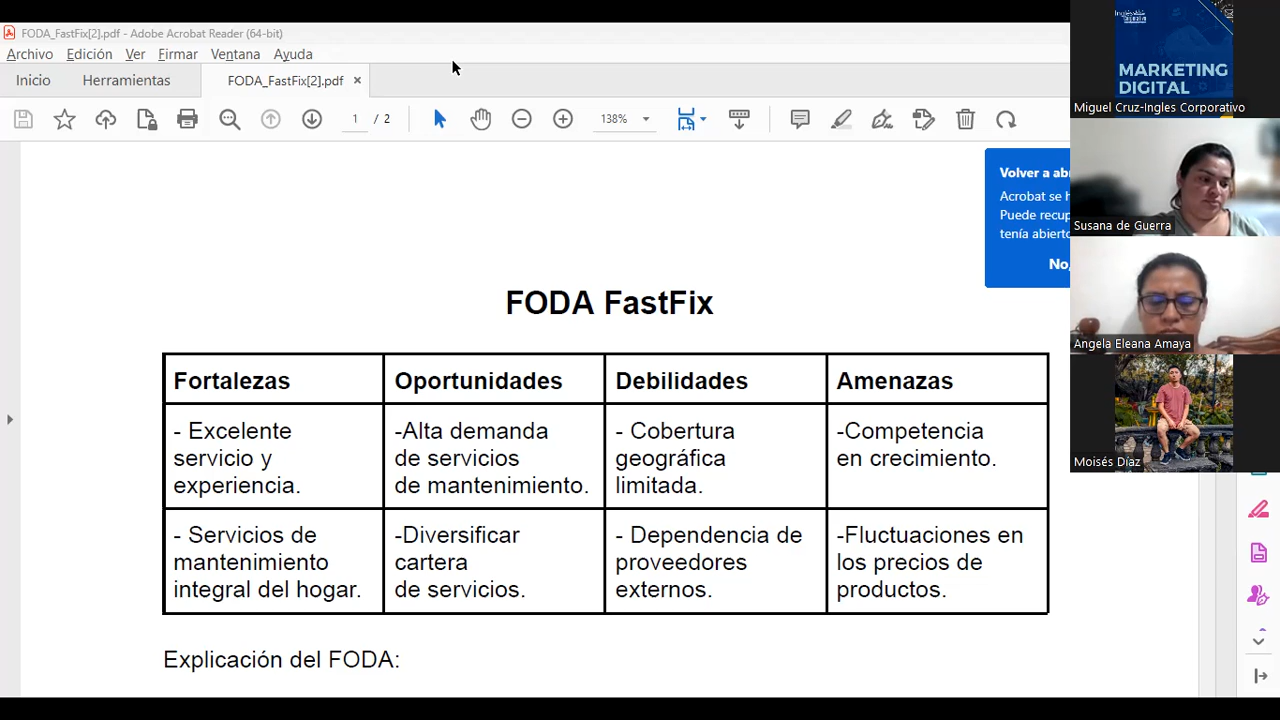 FODA_FastFix[2].pdf - Adobe Acrobat Reader (64-bit)
Archivo Edición Ver Firmar Ventana Ayuda
Inicio Herramientas FODA_FastFix[2].pdf ×
1 / 2 138%
Volver a ab
Acrobat se h
Puede recup
tenía abierto
No,
FODA FastFix
Fortalezas Oportunidades Debilidades Amenazas
- Excelente
servicio y
experiencia.
-Alta demanda
de servicios
de mantenimiento.
- Cobertura
geográfica
limitada.
-Competencia
en crecimiento.
- Servicios de
mantenimiento
integral del hogar.
-Diversificar
cartera
de servicios.
- Dependencia de
proveedores
externos.
-Fluctuaciones en
los precios de
productos.
Explicación del FODA:
MARKETING
DIGITAL
Miguel Cruz-Ingles Corporativo
Susana de Guerra
Angela Eleana Amaya
Moisés Díaz